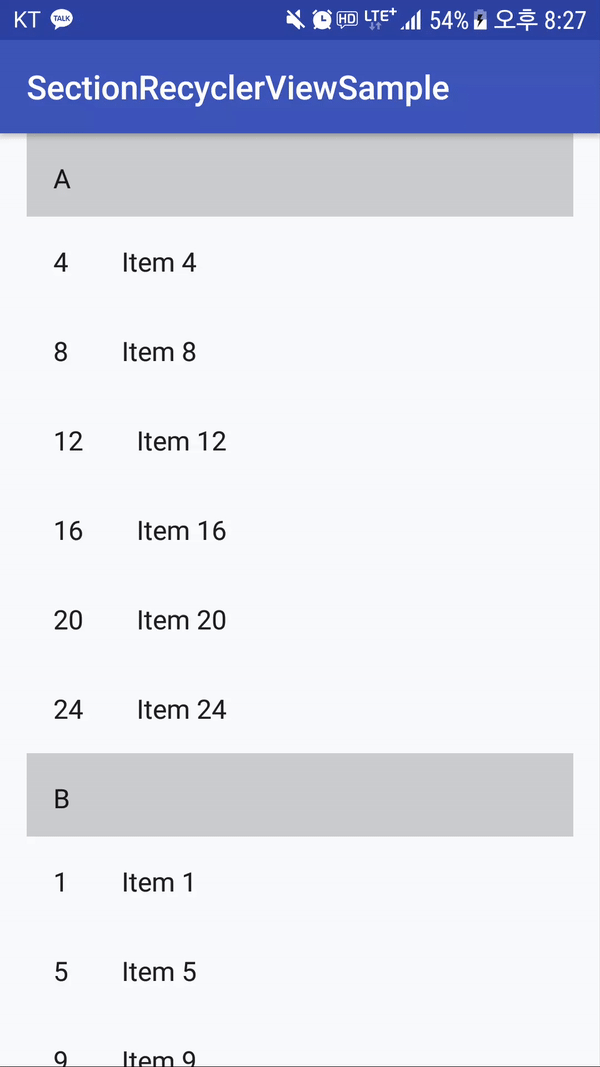 KT TALK HD LTE+ 54% 오후 8:27
SectionRecyclerViewSample
A
4 Item 4
8 Item 8
12 Item 12
16 Item 16
20 Item 20
24 Item 24
B
1 Item 1
5 Item 5
9 Item 9